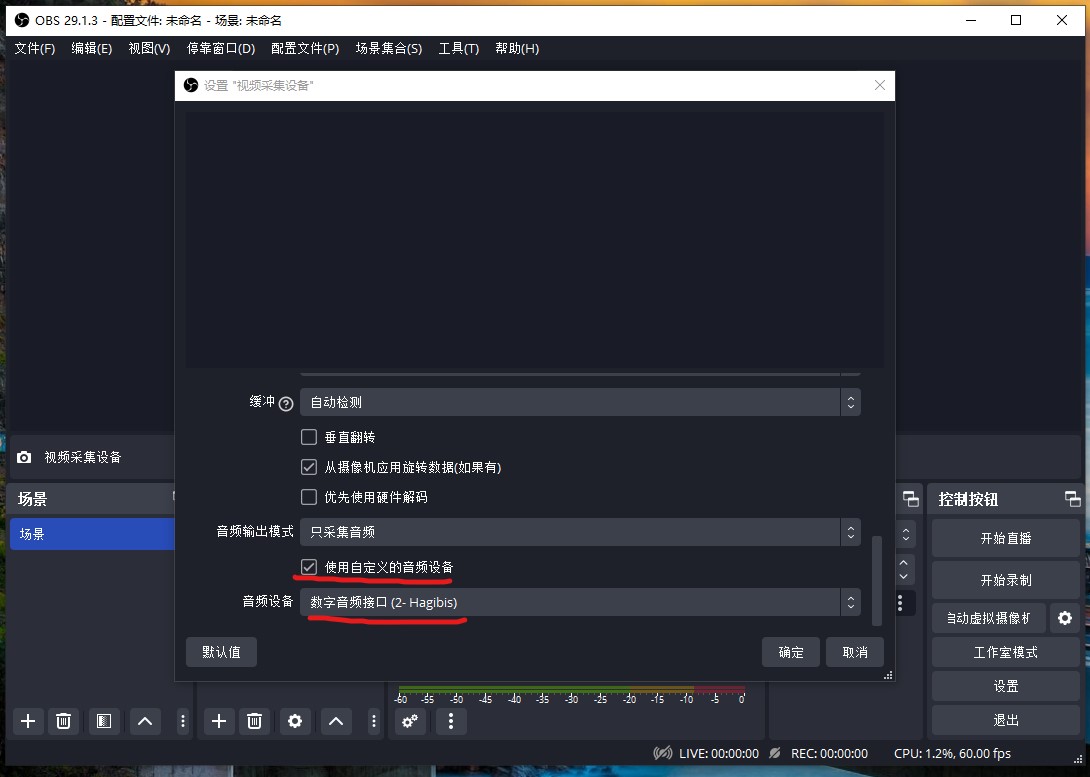 OBS 29.1.3 - 配置文件: 未命名 - 场景: 未命名
文件(F) 编辑(E) 视图(V) 停靠窗口(D) 配置文件(P) 场景集合(S) 工具(T) 帮助(H)
设置 "视频采集设备"
缓冲 自动检测
垂直翻转
从摄像机应用旋转数据(如果有)
优先使用硬件解码
音频输出模式 只采集音频
使用自定义的音频设备
音频设备 数字音频接口 (2- Hagibis)
默认值 确定 取消
视频采集设备
场景
场景
控制按钮
开始直播
开始录制
启动虚拟摄像机
工作室模式
设置
退出
-60 -55 -50 -45 -40 -35 -30 -25 -20 -15 -10 -5 0
LIVE: 00:00:00 REC: 00:00:00 CPU: 1.2%, 60.00 fps